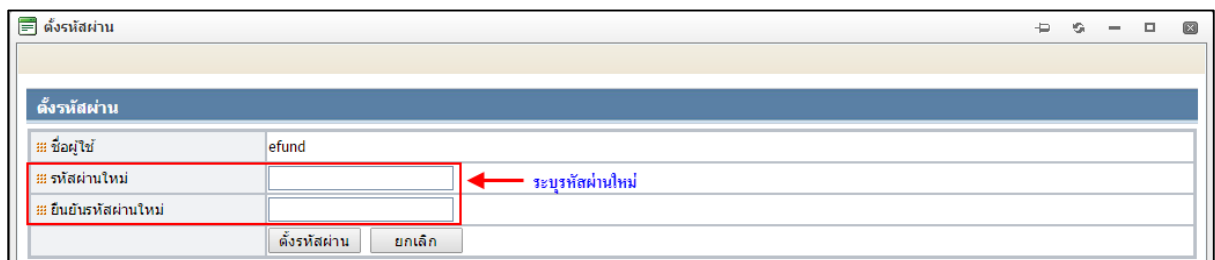 ตั้งรหัสผ่าน
ตั้งรหัสผ่าน
ชื่อผู้ใช้ efund
รหัสผ่านใหม่ ระบุรหัสผ่านใหม่
ยืนยันรหัสผ่านใหม่
ตั้งรหัสผ่าน ยกเลิก